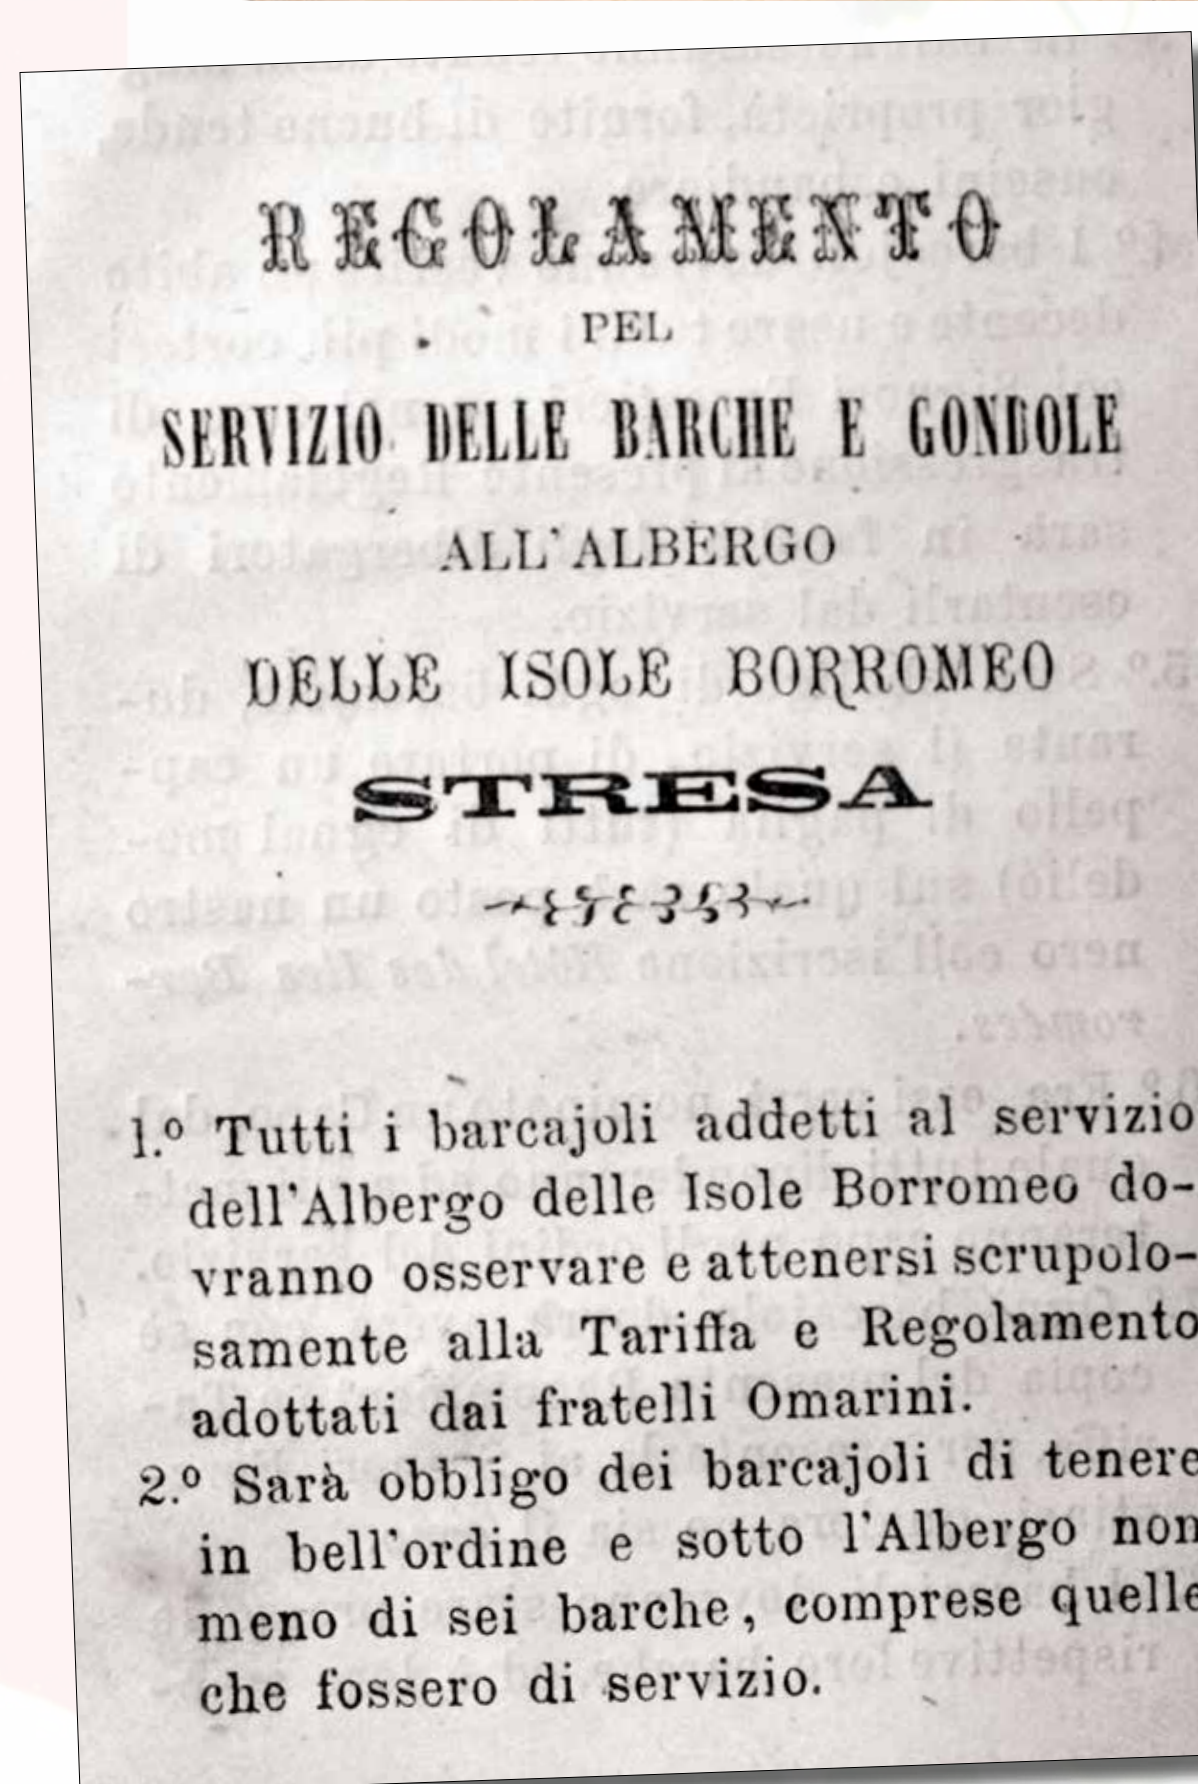 REGOLAMENTO
PEL
SERVIZIO DELLE BARCHE E GONDOLE
ALL'ALBERGO
DELLE ISOLE BORROMEO
STRESA
1.º Tutti i barcajoli addetti al servizio
dell'Albergo delle Isole Borromeo do-
vranno osservare e attenersi scrupolo-
samente alla Tariffa e Regolamento
adottati dai fratelli Omarini.
2.º Sarà obbligo dei barcajoli di tenere
in bell'ordine e sotto l'Albergo non
meno di sei barche, comprese quelle
che fossero di servizio.